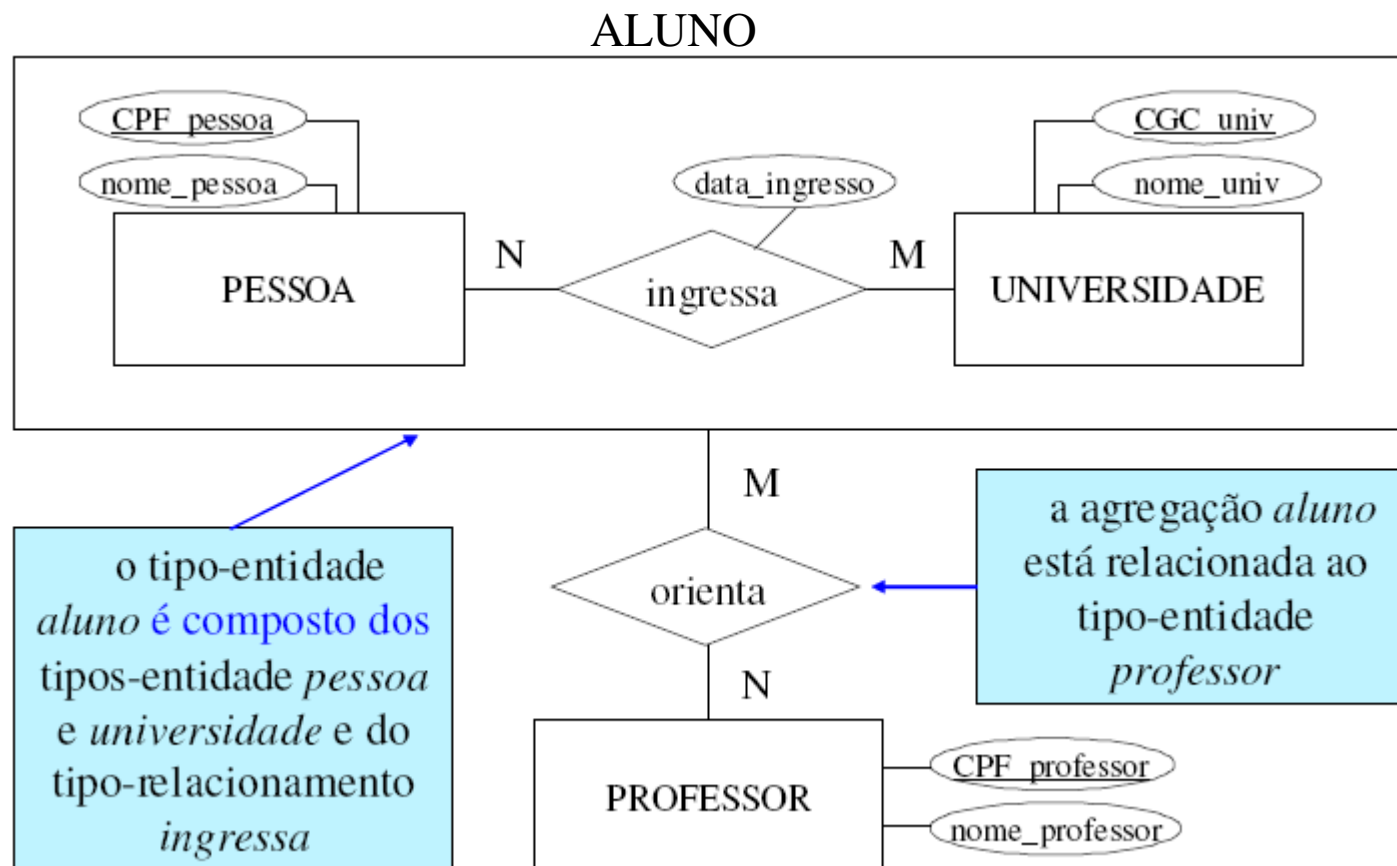 ALUNO
CPF_pessoa
nome_pessoa
PESSOA
N
data_ingresso
ingressa
M
CGC_univ
nome_univ
UNIVERSIDADE
M
orienta
N
o tipo-entidade
aluno é composto dos
tipos-entidade pessoa
e universidade e do
tipo-relacionamento
ingressa
a agregação aluno
está relacionada ao
tipo-entidade
professor
PROFESSOR
CPF_professor
nome_professor